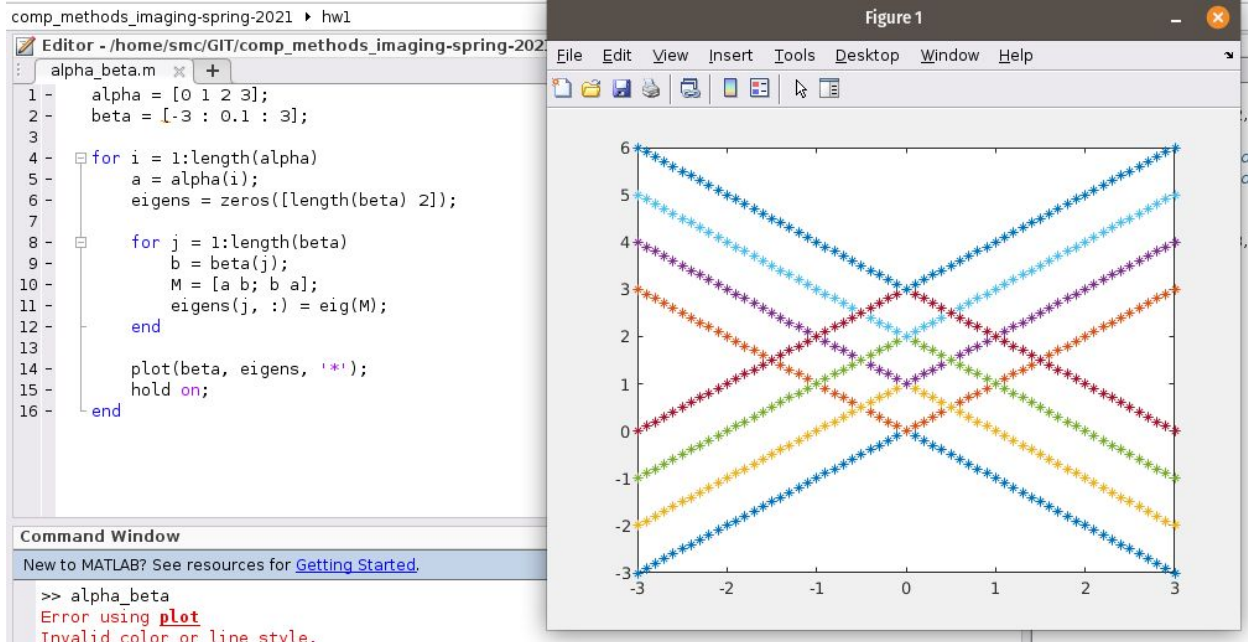 comp_methods_imaging-spring-2021 ▸ hw1
Editor - /home/smc/GIT/comp_methods_imaging-spring-202
alpha_beta.m × +
1 - alpha = [0 1 2 3];
2 - beta = [-3 : 0.1 : 3];
3
4 - for i = 1:length(alpha)
5 - a = alpha(i);
6 - eigens = zeros([length(beta) 2]);
7
8 - for j = 1:length(beta)
9 - b = beta(j);
10 - M = [a b; b a];
11 - eigens(j, :) = eig(M);
12 - end
13
14 - plot(beta, eigens, '*');
15 - hold on;
16 - end
Command Window
New to MATLAB? See resources for Getting Started.
>> alpha_beta
Error using plot
Invalid color or line style.
Figure 1
File Edit View Insert Tools Desktop Window Help
6
5
4
3
2
1
0
-1
-2
-3
-3 -2 -1 0 1 2 3